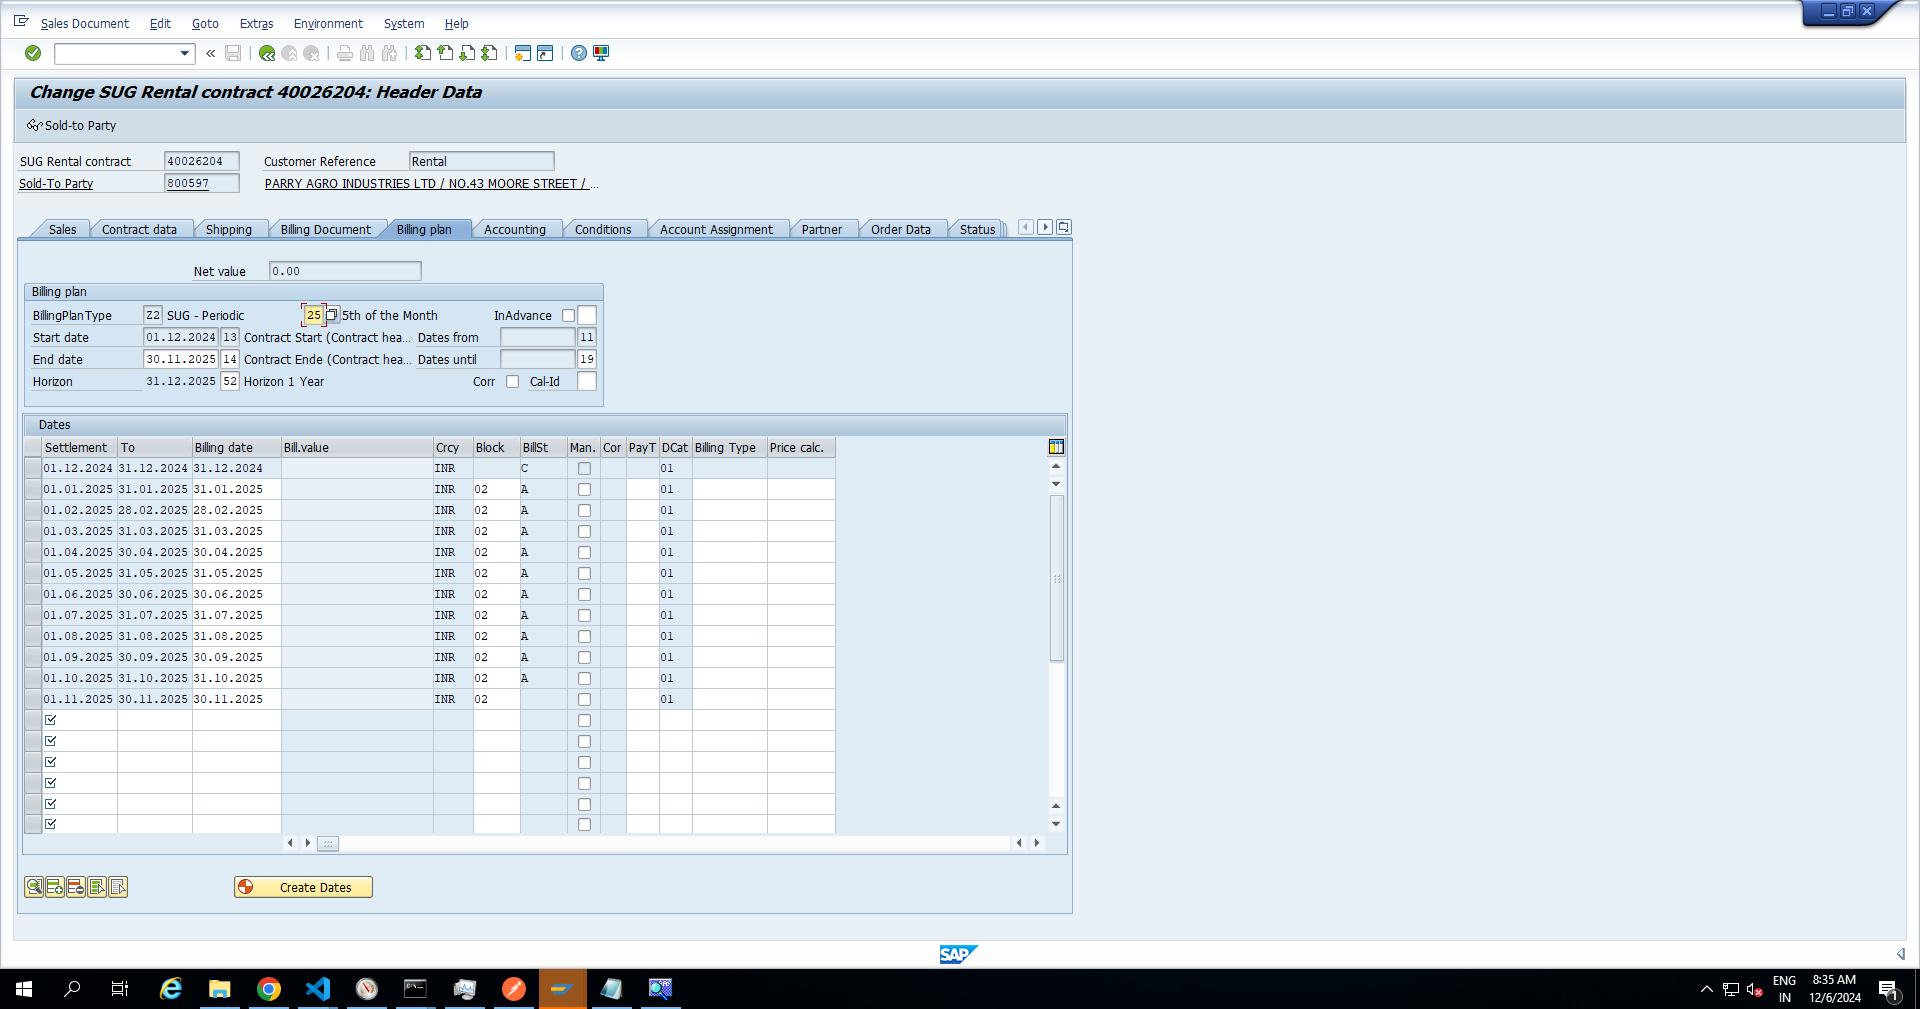 Sales Document Edit Goto Extras Environment System Help
Change SUG Rental contract 40026204: Header Data
Sold-to Party
SUG Rental contract 40026204 Customer Reference Rental
Sold-To Party 800597 PARRY AGRO INDUSTRIES LTD / NO.43 MOORE STREET / ...
Sales Contract data Shipping Billing Document Billing plan Accounting Conditions Account Assignment Partner Order Data Status
Net value 0.00
Billing plan
BillingPlanType Z2 SUG - Periodic 25 5th of the Month InAdvance
Start date 01.12.2024 13 Contract Start (Contract hea... Dates from 11
End date 30.11.2025 14 Contract Ende (Contract hea... Dates until 19
Horizon 31.12.2025 52 Horizon 1 Year Corr Cal-Id
Dates
Settlement To Billing date Bill.value Crcy Block BillSt Man. Cor PayT DCat Billing Type Price calc.
01.12.2024 31.12.2024 31.12.2024 INR C 01
01.01.2025 31.01.2025 31.01.2025 INR 02 A 01
01.02.2025 28.02.2025 28.02.2025 INR 02 A 01
01.03.2025 31.03.2025 31.03.2025 INR 02 A 01
01.04.2025 30.04.2025 30.04.2025 INR 02 A 01
01.05.2025 31.05.2025 31.05.2025 INR 02 A 01
01.06.2025 30.06.2025 30.06.2025 INR 02 A 01
01.07.2025 31.07.2025 31.07.2025 INR 02 A 01
01.08.2025 31.08.2025 31.08.2025 INR 02 A 01
01.09.2025 30.09.2025 30.09.2025 INR 02 A 01
01.10.2025 31.10.2025 31.10.2025 INR 02 A 01
01.11.2025 30.11.2025 30.11.2025 INR 02 01
Create Dates
SAP
ENG 8:35 AM
IN 12/6/2024 1